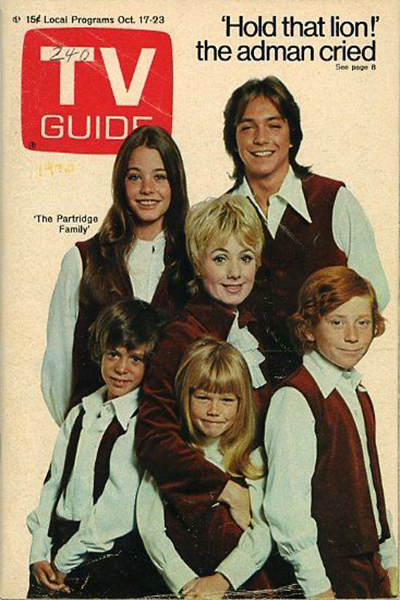 15¢ Local Programs Oct. 17-23
'Hold that lion!'
the adman cried
See page 8
240
TV
GUIDE
®
1970
'The Partridge
Family'